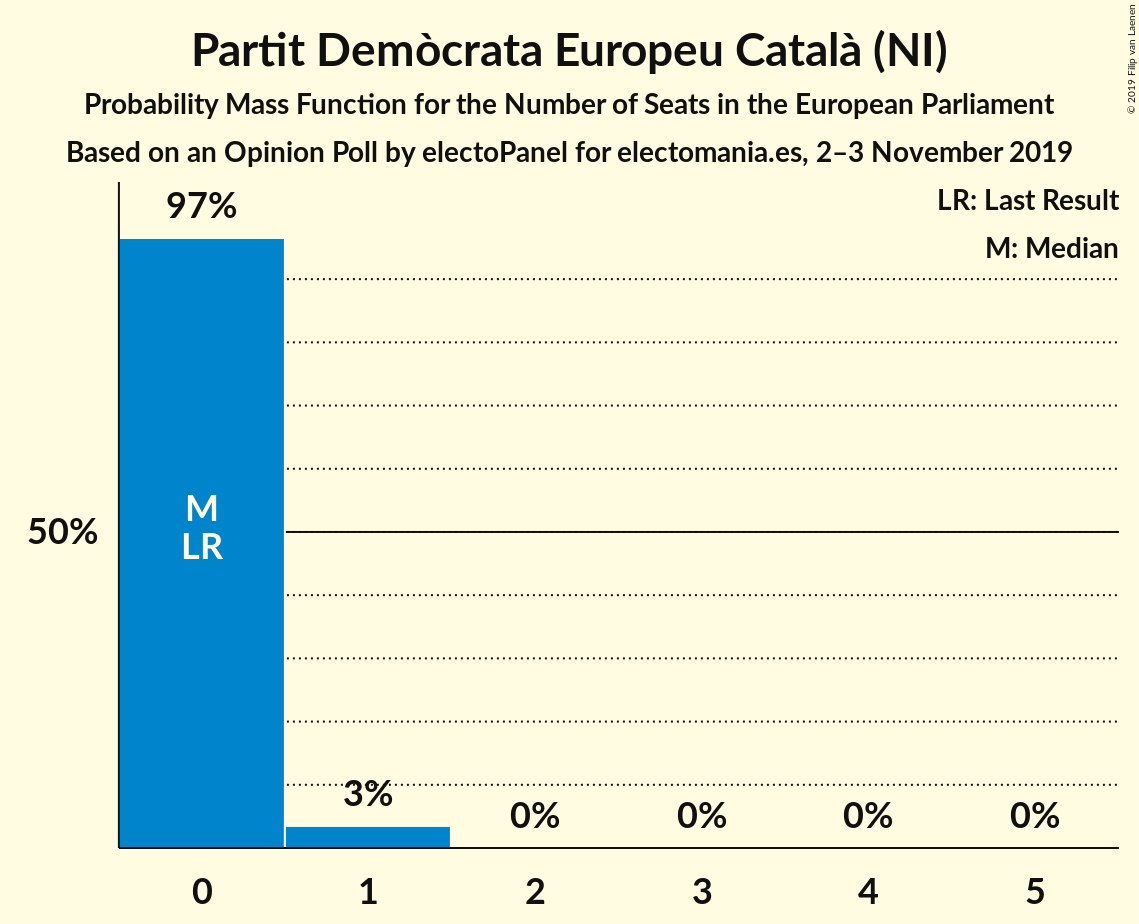 Partit Demòcrata Europeu Català (NI)
Probability Mass Function for the Number of Seats in the European Parliament
Based on an Opinion Poll by electoPanel for electomania.es, 2–3 November 2019
© 2019 Filip van Laenen
LR: Last Result
M: Median
97%
M
LR
50%
3%
0%
0%
0%
0%
0
1
2
3
4
5